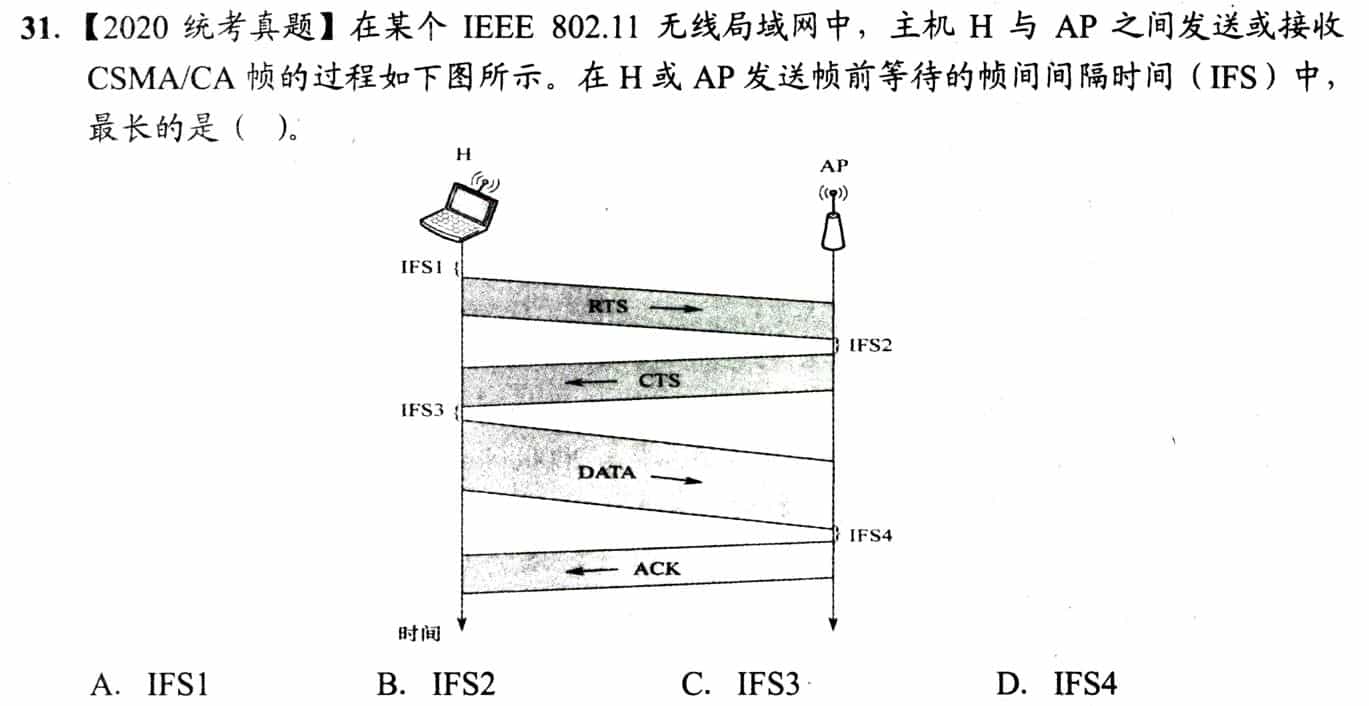 31.【2020 统考真题】在某个 IEEE 802.11 无线局域网中，主机 H 与 AP 之间发送或接收
CSMA/CA 帧的过程如下图所示。在 H 或 AP 发送帧前等待的帧间间隔时间（IFS）中，
最长的是（ ）。
H
AP
IFS1
RTS
IFS2
CTS
IFS3
DATA
IFS4
ACK
时间
A. IFS1 B. IFS2 C. IFS3 D. IFS4